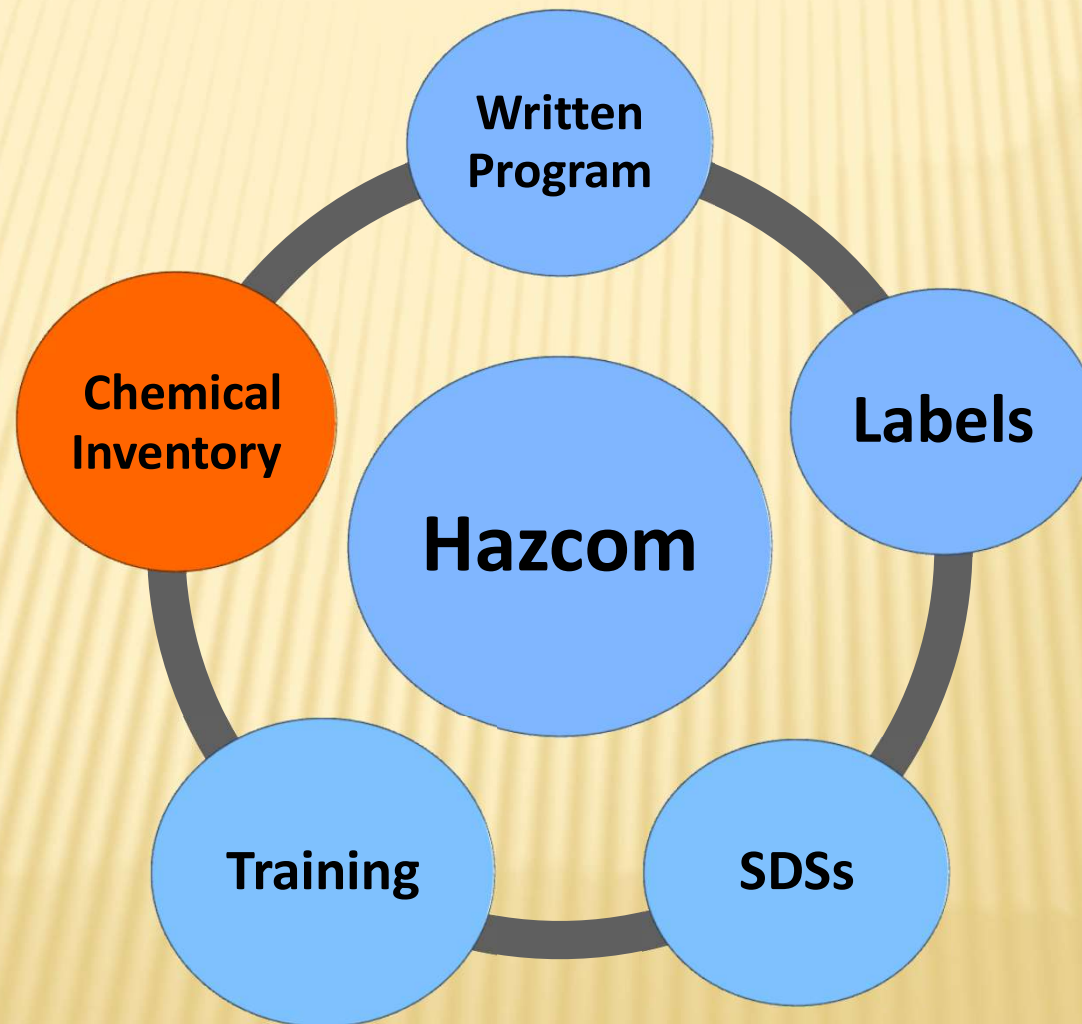 Written
Program
Chemical
Inventory
Labels
Hazcom
Training
SDSs